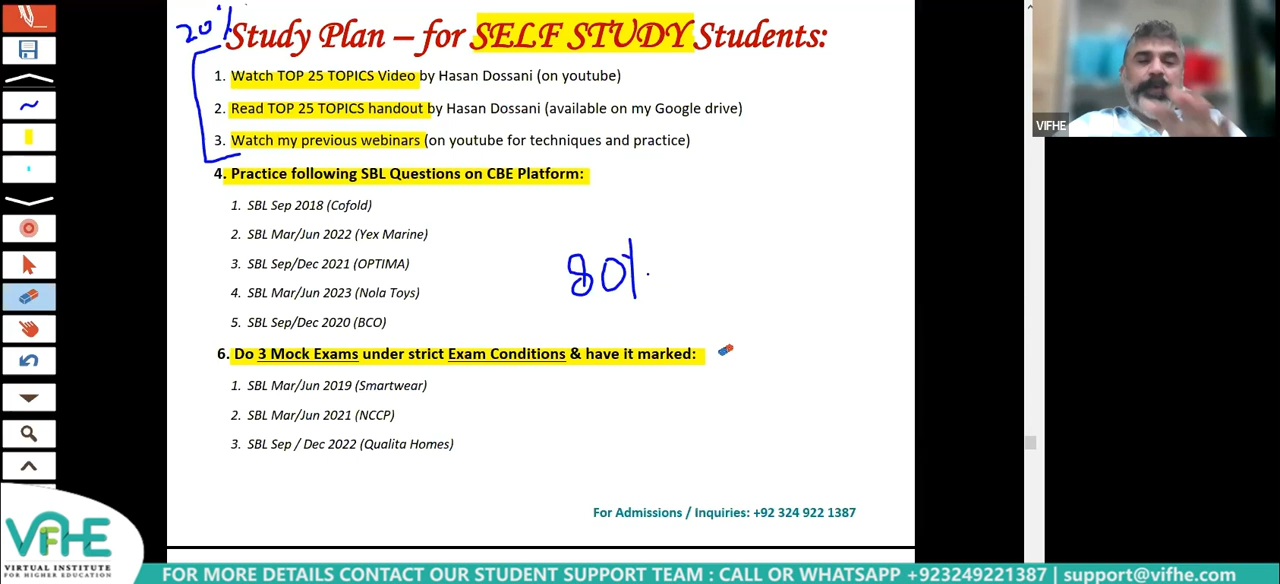 20%
Study Plan – for SELF STUDY Students:
1. Watch TOP 25 TOPICS Video by Hasan Dossani (on youtube)
2. Read TOP 25 TOPICS handout by Hasan Dossani (available on my Google drive)
3. Watch my previous webinars (on youtube for techniques and practice)
4. Practice following SBL Questions on CBE Platform:
1. SBL Sep 2018 (Cofold)
2. SBL Mar/Jun 2022 (Yex Marine)
3. SBL Sep/Dec 2021 (OPTIMA)
4. SBL Mar/Jun 2023 (Nola Toys)
5. SBL Sep/Dec 2020 (BCO)
80%
6. Do 3 Mock Exams under strict Exam Conditions & have it marked:
1. SBL Mar/Jun 2019 (Smartwear)
2. SBL Mar/Jun 2021 (NCCP)
3. SBL Sep / Dec 2022 (Qualita Homes)
For Admissions / Inquiries: +92 324 922 1387
VIFHE
VIFHE
VIRTUAL INSTITUTE
FOR HIGHER EDUCATION
FOR MORE DETAILS CONTACT OUR STUDENT SUPPORT TEAM : CALL OR WHATSAPP +923249221387 | support@vifhe.com